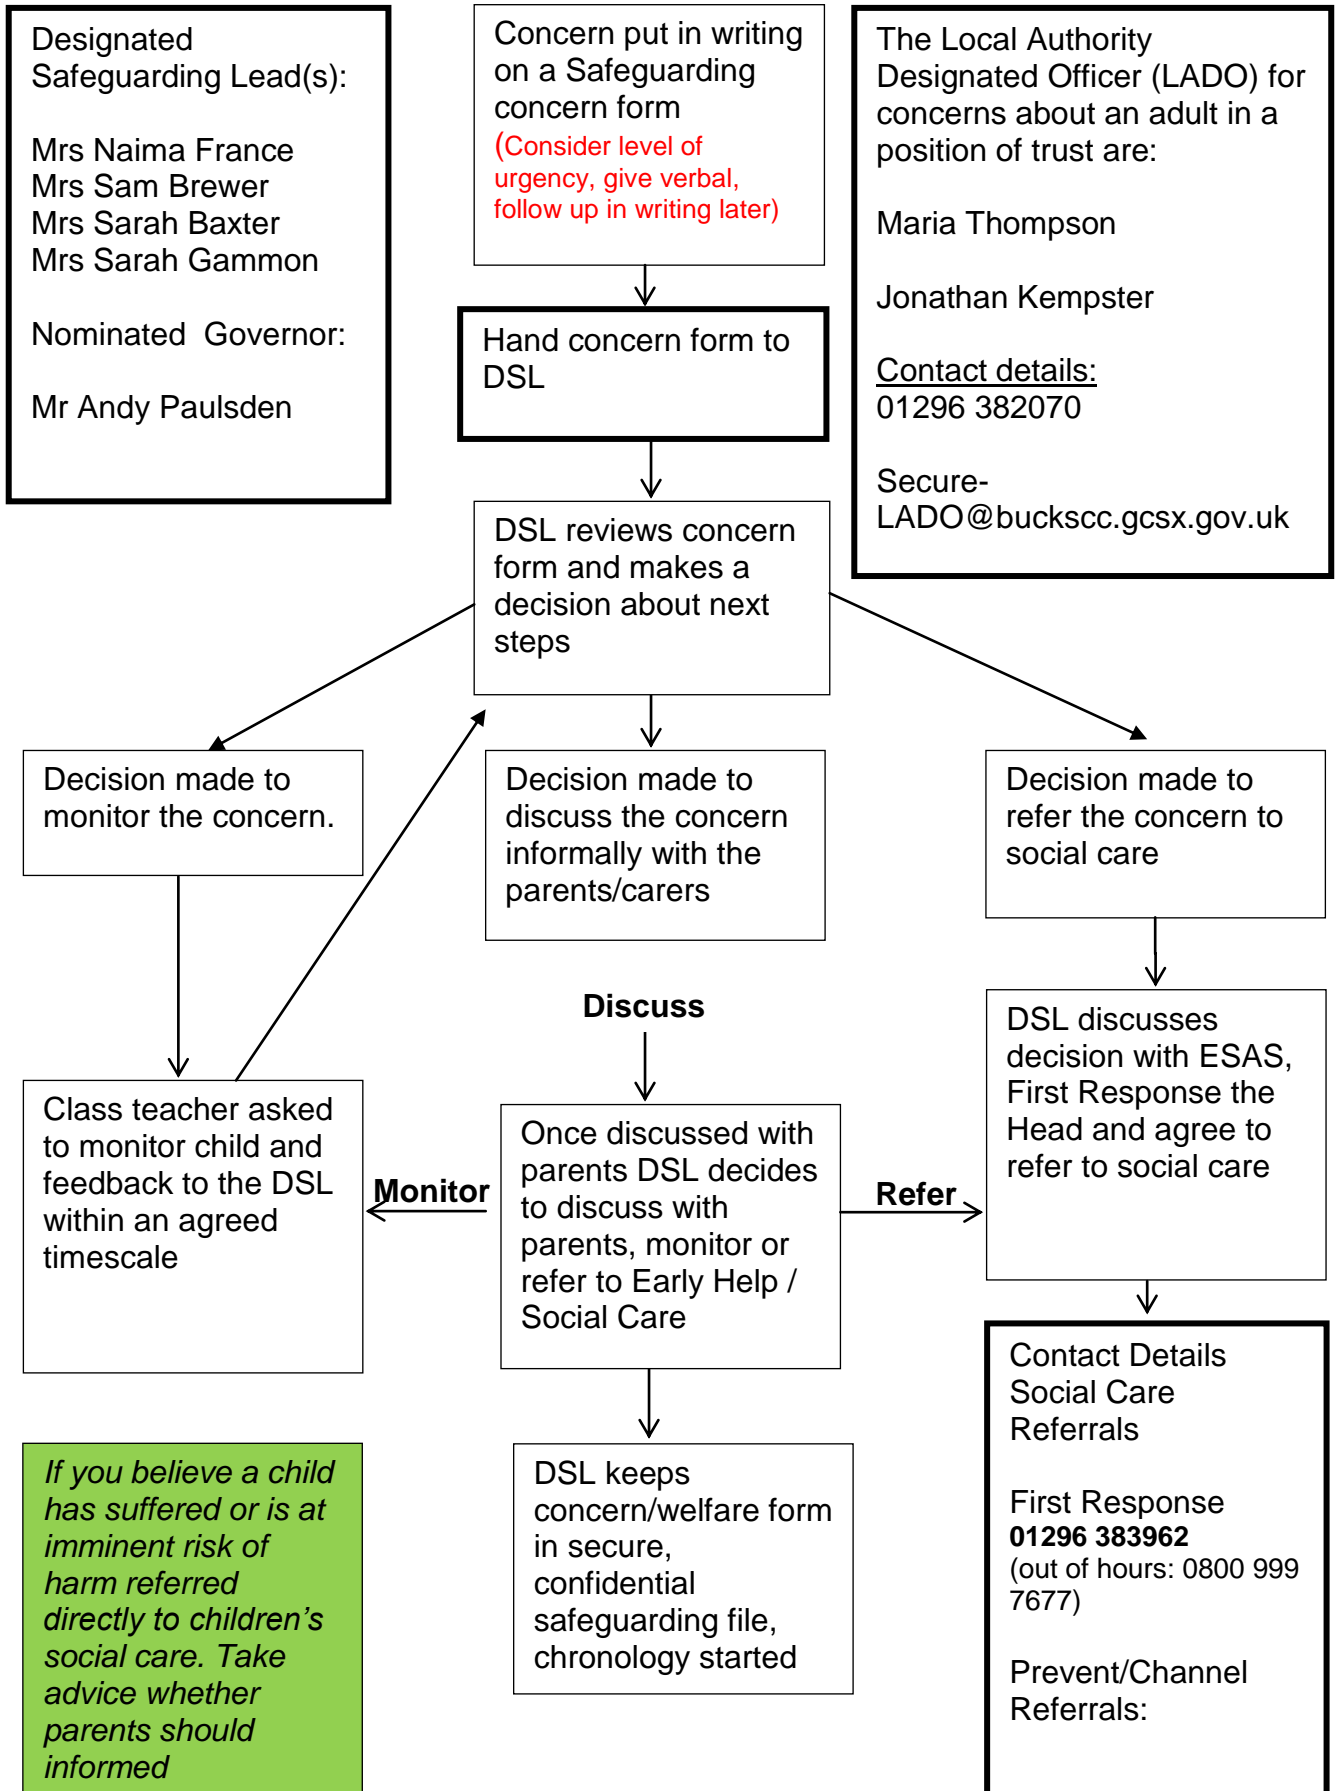 Designated
Safeguarding Lead(s):
Mrs Naima France
Mrs Sam Brewer
Mrs Sarah Baxter
Mrs Sarah Gammon
Nominated Governor:
Mr Andy Paulsden
Concern put in writing
on a Safeguarding
concern form
(Consider level of
urgency, give verbal,
follow up in writing later)
The Local Authority
Designated Officer (LADO) for
concerns about an adult in a
position of trust are:
Maria Thompson
Jonathan Kempster
Contact details:
01296 382070
Secure-
LADO@buckscc.gcsx.gov.uk
Hand concern form to
DSL
DSL reviews concern
form and makes a
decision about next
steps
Decision made to
monitor the concern.
Decision made to
discuss the concern
informally with the
parents/carers
Decision made to
refer the concern to
social care
Discuss
Class teacher asked
to monitor child and
feedback to the DSL
within an agreed
timescale
Monitor
Once discussed with
parents DSL decides
to discuss with
parents, monitor or
refer to Early Help /
Social Care
Refer
DSL discusses
decision with ESAS,
First Response the
Head and agree to
refer to social care
If you believe a child
has suffered or is at
imminent risk of
harm referred
directly to children’s
social care. Take
advice whether
parents should
informed
DSL keeps
concern/welfare form
in secure,
confidential
safeguarding file,
chronology started
Contact Details
Social Care
Referrals
First Response
01296 383962
(out of hours: 0800 999
7677)
Prevent/Channel
Referrals: